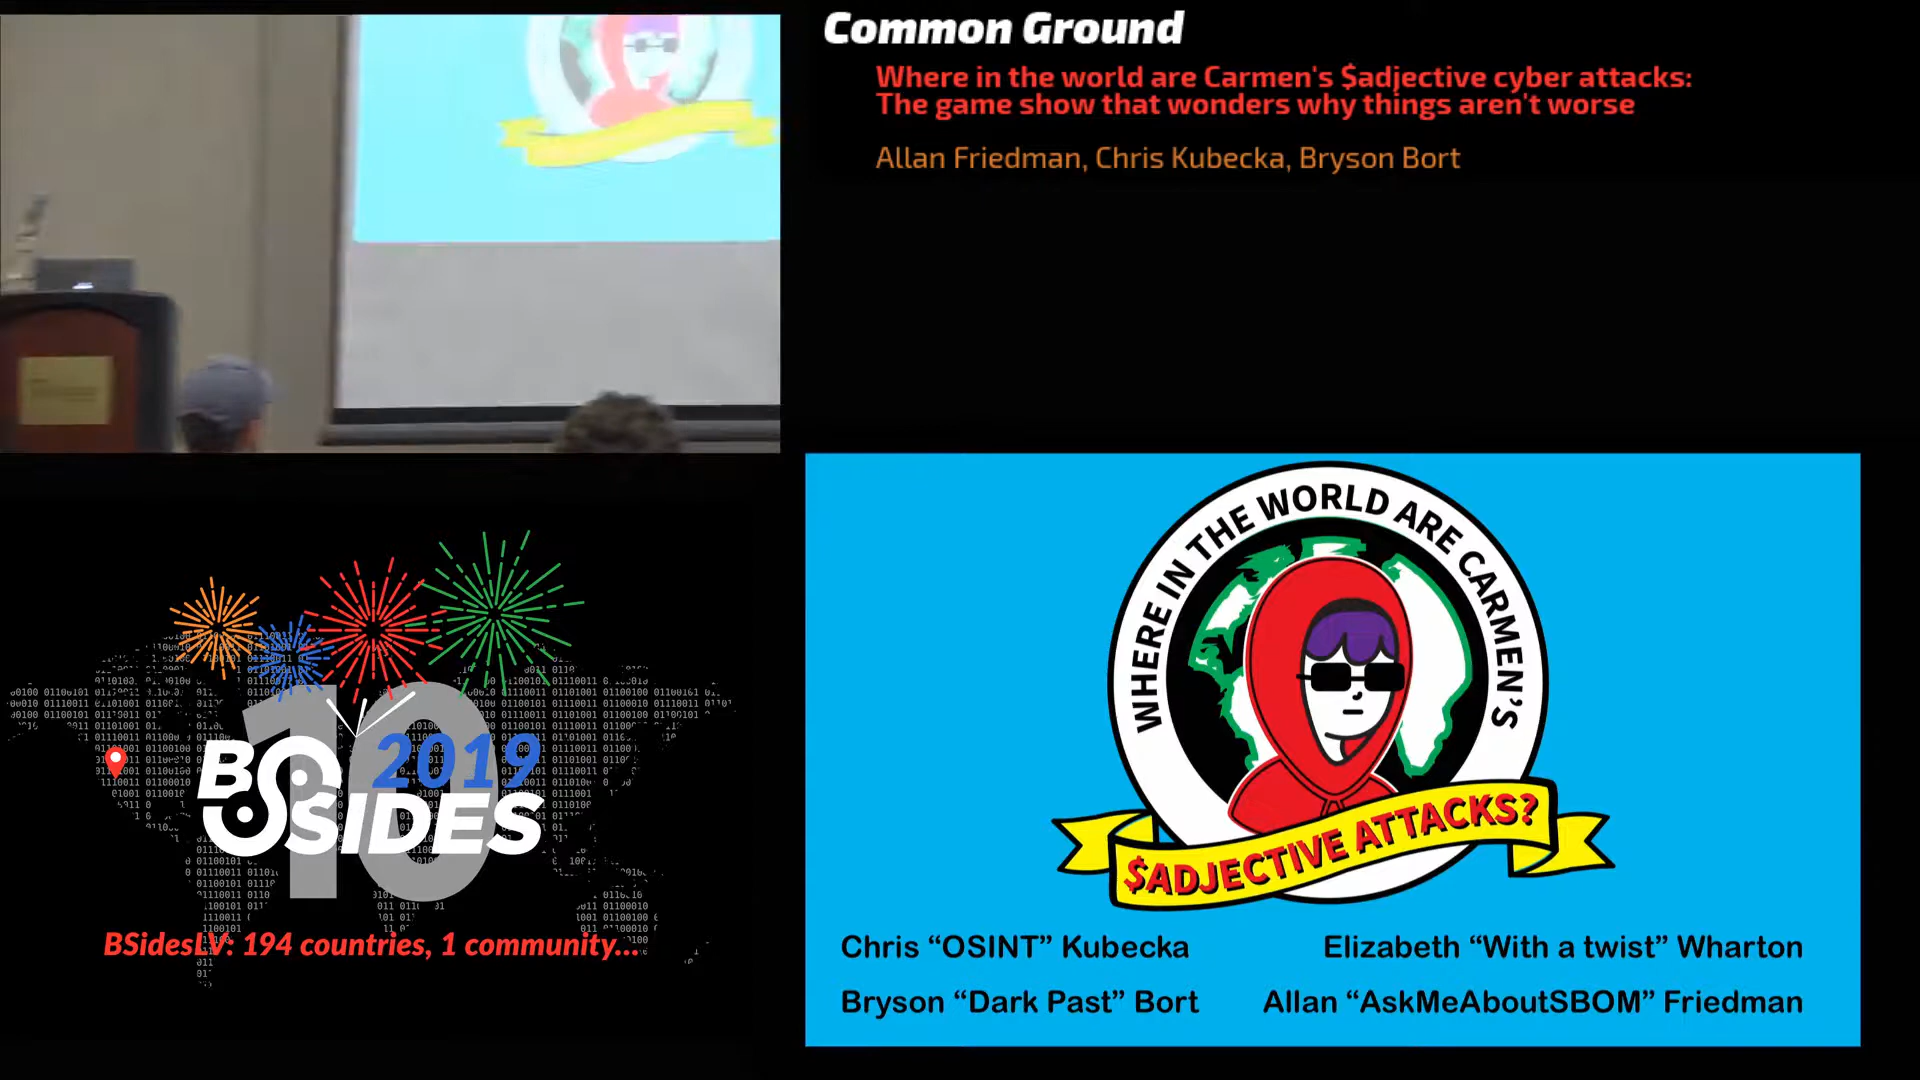 Common Ground
Where in the world are Carmen's $adjective cyber attacks:
The game show that wonders why things aren't worse
Allan Friedman, Chris Kubecka, Bryson Bort
WHERE IN THE WORLD ARE CARMEN'S
$ADJECTIVE ATTACKS?
Chris “OSINT” Kubecka
Elizabeth “With a twist” Wharton
Bryson “Dark Past” Bort
Allan “AskMeAboutSBOM” Friedman
10
2019
BSIDES
BSidesLV: 194 countries, 1 community...